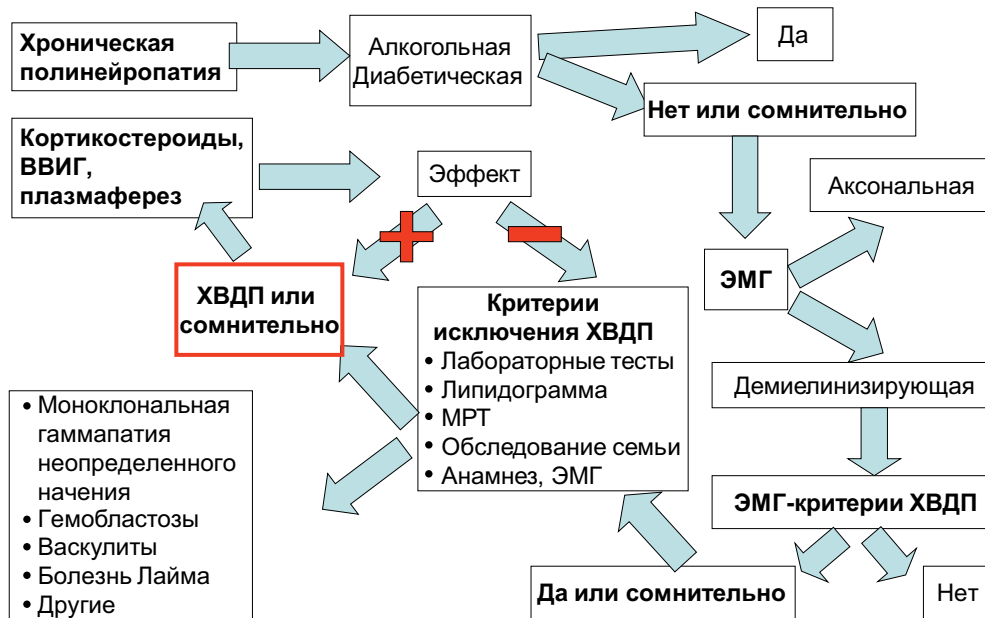 Хроническая
полинейропатия
Алкогольная
Диабетическая
Да
Нет или сомнительно
Кортикостероиды,
ВВИГ,
плазмаферез
Эффект
Аксональная
ХВДП или
сомнительно
ЭМГ
Критерии
исключения ХВДП
• Лабораторные тесты
• Липидограмма
• МРТ
• Обследование семьи
• Анамнез, ЭМГ
Демиелинизирующая
• Моноклональная
гаммапатия
неопределенного
начения
• Гемобластозы
• Васкулиты
• Болезнь Лайма
• Другие
ЭМГ-критерии ХВДП
Да или сомнительно
Нет